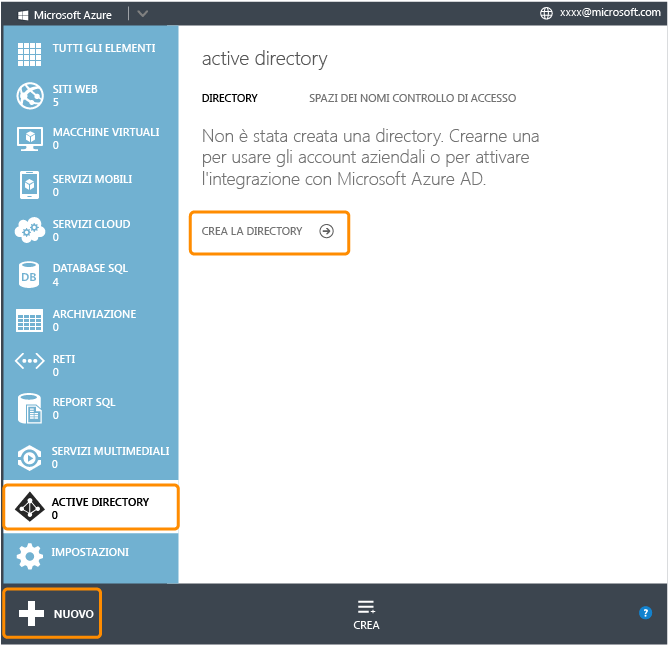 Microsoft Azure
xxxx@microsoft.com
TUTTI GLI ELEMENTI
SITI WEB
5
MACCHINE VIRTUALI
0
SERVIZI MOBILI
0
SERVIZI CLOUD
0
DB
DATABASE SQL
4
ARCHIVIAZIONE
0
RETI
0
REPORT SQL
0
SERVIZI MULTIMEDIALI
0
ACTIVE DIRECTORY
0
IMPOSTAZIONI
active directory
DIRECTORY SPAZI DEI NOMI CONTROLLO DI ACCESSO
Non è stata creata una directory. Crearne una
per usare gli account aziendali o per attivare
l'integrazione con Microsoft Azure AD.
CREA LA DIRECTORY
NUOVO
CREA
?